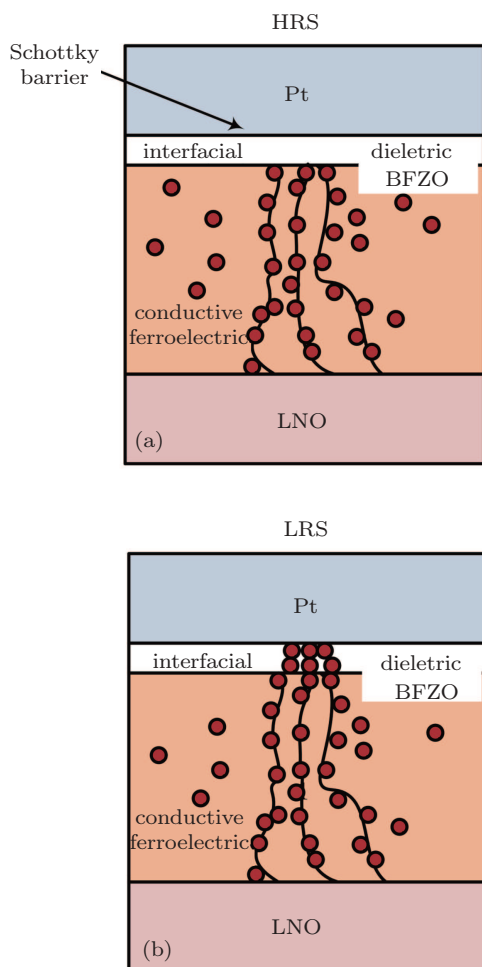 HRS
Schottky
barrier
Pt
interfacial dieletric
BFZO
conductive
ferroelectric
LNO
(a)
LRS
Pt
interfacial dieletric
BFZO
conductive
ferroelectric
LNO
(b)